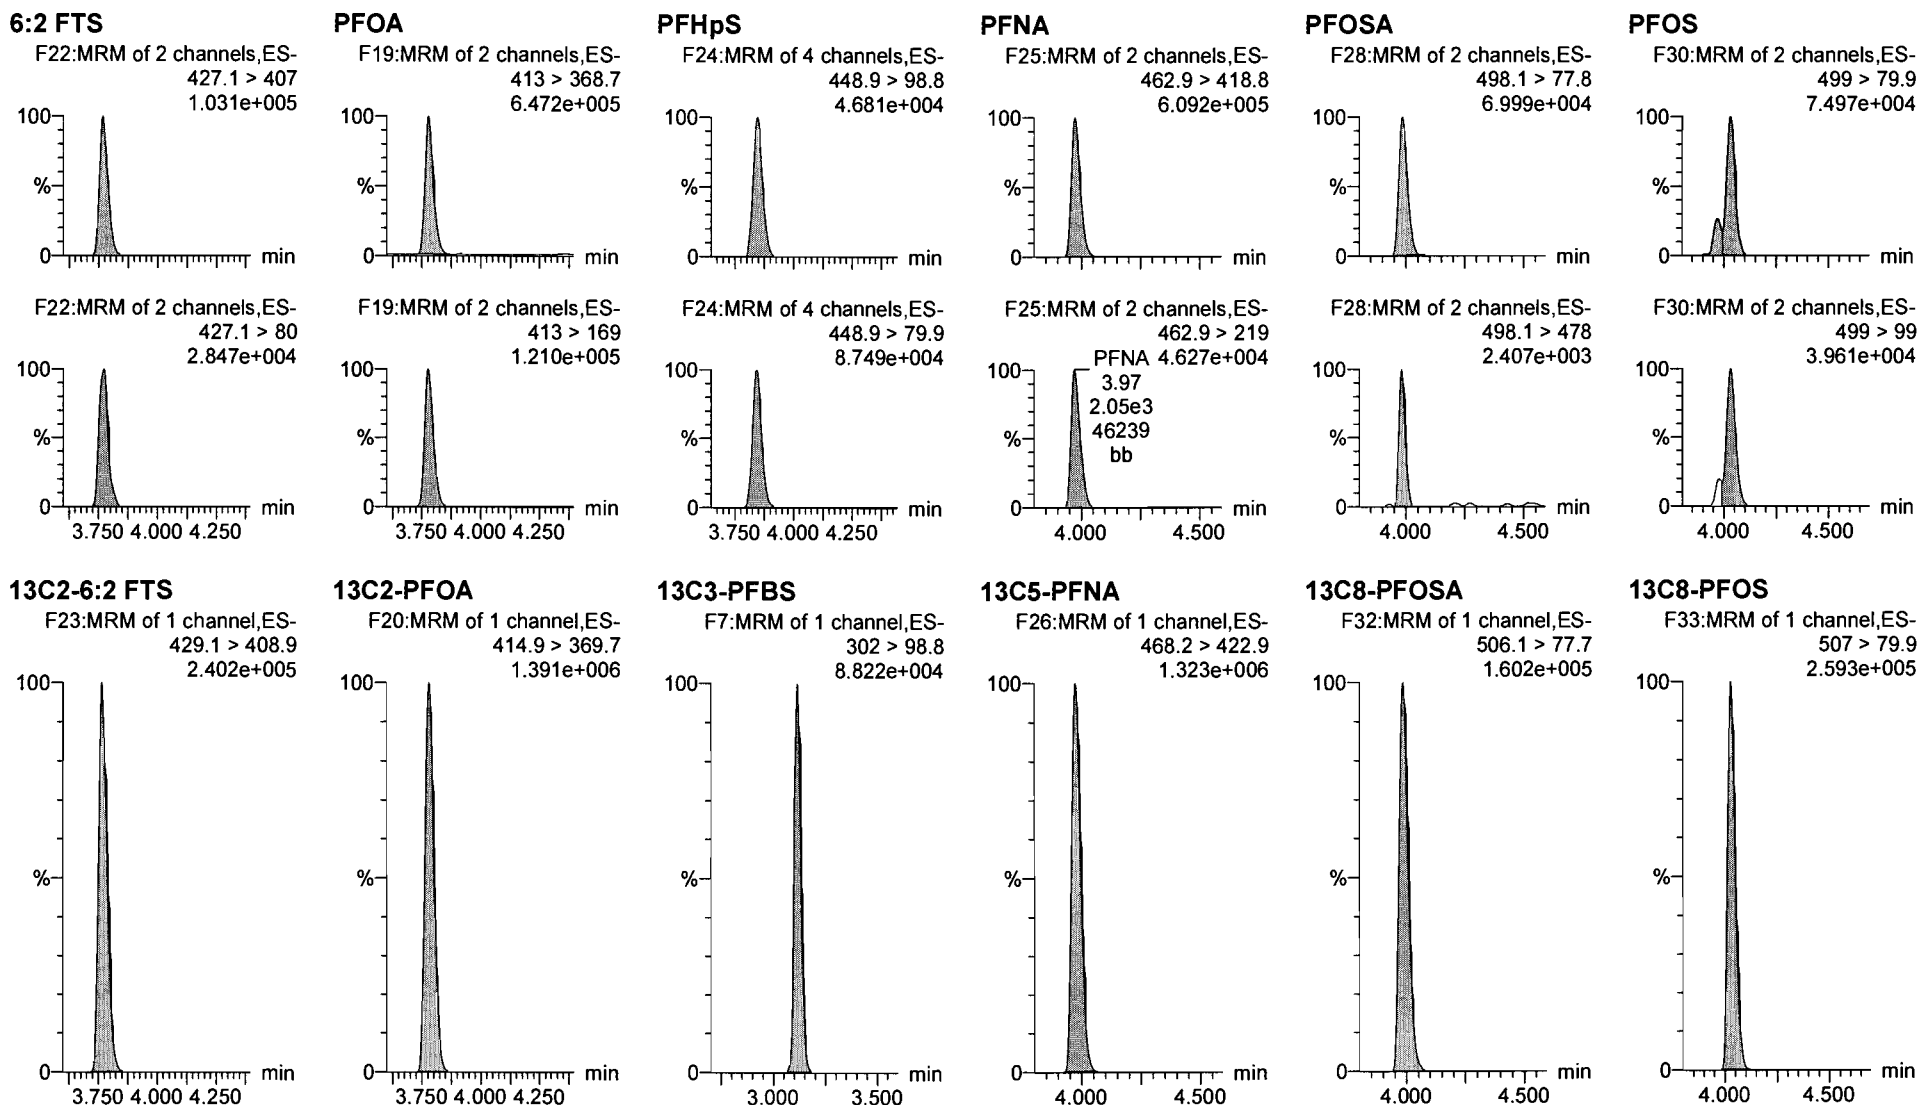 6:2 FTS
F22:MRM of 2 channels,ES-
427.1 > 407
1.031e+005
100
%
0
min
F22:MRM of 2 channels,ES-
427.1 > 80
2.847e+004
100
%
0
min
3.750 4.000 4.250
PFOA
F19:MRM of 2 channels,ES-
413 > 368.7
6.472e+005
100
%
0
min
F19:MRM of 2 channels,ES-
413 > 169
1.210e+005
100
%
0
min
3.750 4.000 4.250
PFHpS
F24:MRM of 4 channels,ES-
448.9 > 98.8
4.681e+004
100
%
0
min
F24:MRM of 4 channels,ES-
448.9 > 79.9
8.749e+004
100
%
0
min
3.750 4.000 4.250
PFNA
F25:MRM of 2 channels,ES-
462.9 > 418.8
6.092e+005
100
%
0
min
F25:MRM of 2 channels,ES-
462.9 > 219
4.627e+004
100
PFNA
3.97
2.05e3
46239
bb
%
0
min
4.000 4.500
PFOSA
F28:MRM of 2 channels,ES-
498.1 > 77.8
6.999e+004
100
%
0
min
F28:MRM of 2 channels,ES-
498.1 > 478
2.407e+003
100
%
0
min
4.000 4.500
PFOS
F30:MRM of 2 channels,ES-
499 > 79.9
7.497e+004
100
%
0
min
F30:MRM of 2 channels,ES-
499 > 99
3.961e+004
100
%
0
min
4.000 4.500
13C2-6:2 FTS
F23:MRM of 1 channel,ES-
429.1 > 408.9
2.402e+005
100
%
0
min
3.750 4.000 4.250
13C2-PFOA
F20:MRM of 1 channel,ES-
414.9 > 369.7
1.391e+006
100
%
0
min
3.750 4.000 4.250
13C3-PFBS
F7:MRM of 1 channel,ES-
302 > 98.8
8.822e+004
100
%
0
min
3.000 3.500
13C5-PFNA
F26:MRM of 1 channel,ES-
468.2 > 422.9
1.323e+006
100
%
0
min
4.000 4.500
13C8-PFOSA
F32:MRM of 1 channel,ES-
506.1 > 77.7
1.602e+005
100
%
0
min
4.000 4.500
13C8-PFOS
F33:MRM of 1 channel,ES-
507 > 79.9
2.593e+005
100
%
0
min
4.000 4.500